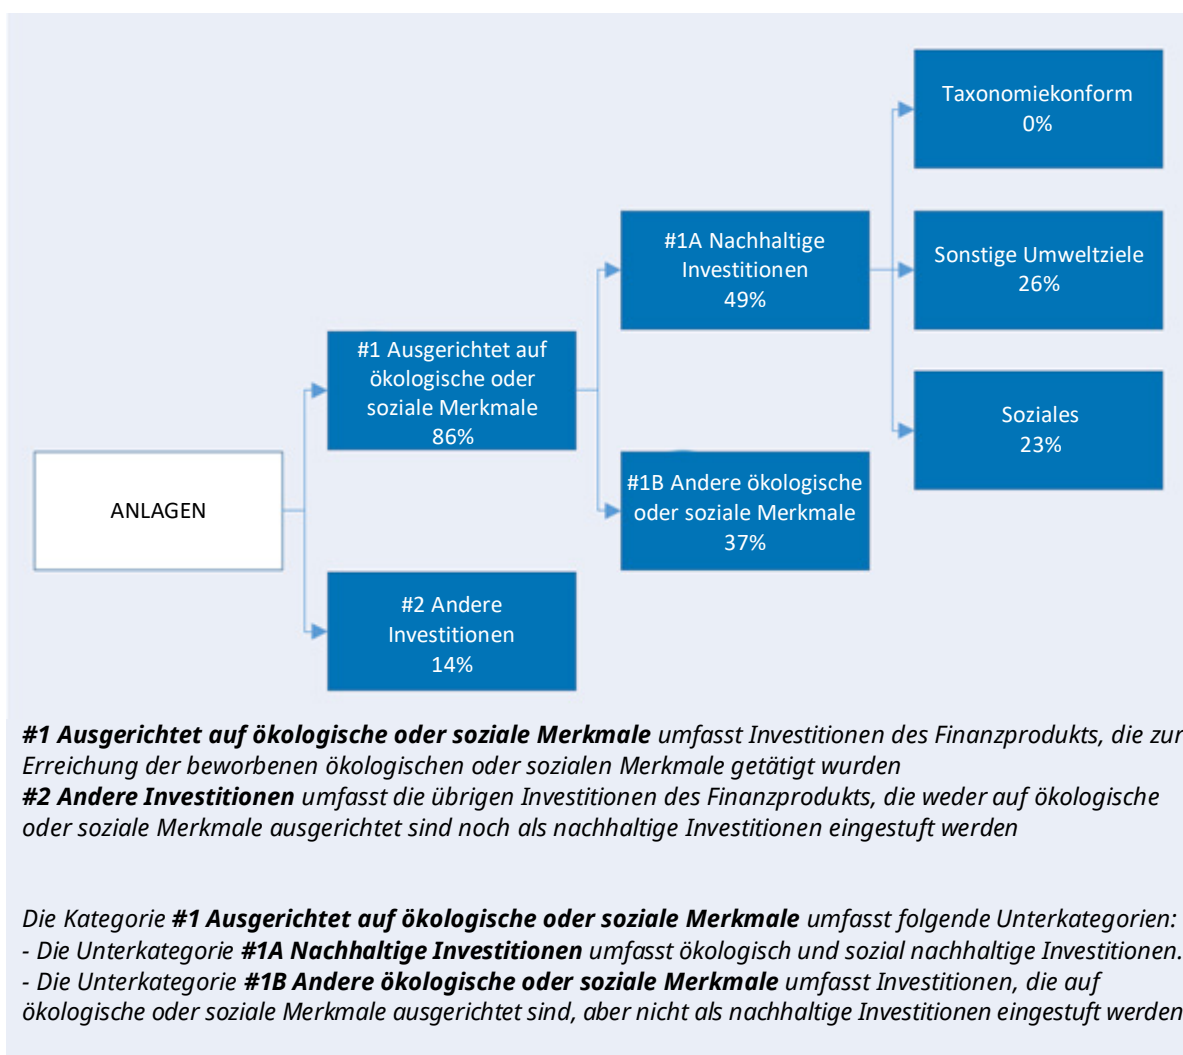 Taxonomiekonform
0%
#1A Nachhaltige
Investitionen
49%
Sonstige Umweltziele
26%
#1 Ausgerichtet auf
ökologische oder
soziale Merkmale
86%
Soziales
23%
ANLAGEN
#1B Andere ökologische
oder soziale Merkmale
37%
#2 Andere
Investitionen
14%
#1 Ausgerichtet auf ökologische oder soziale Merkmale umfasst Investitionen des Finanzprodukts, die zur
Erreichung der beworbenen ökologischen oder sozialen Merkmale getätigt wurden
#2 Andere Investitionen umfasst die übrigen Investitionen des Finanzprodukts, die weder auf ökologische
oder soziale Merkmale ausgerichtet sind noch als nachhaltige Investitionen eingestuft werden
Die Kategorie #1 Ausgerichtet auf ökologische oder soziale Merkmale umfasst folgende Unterkategorien:
- Die Unterkategorie #1A Nachhaltige Investitionen umfasst ökologisch und sozial nachhaltige Investitionen.
- Die Unterkategorie #1B Andere ökologische oder soziale Merkmale umfasst Investitionen, die auf
ökologische oder soziale Merkmale ausgerichtet sind, aber nicht als nachhaltige Investitionen eingestuft werden